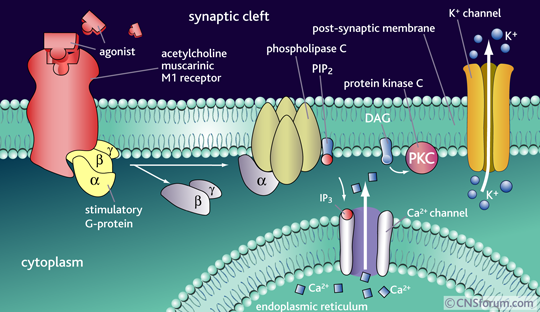 synaptic cleft
K⁺ channel
post-synaptic membrane
K⁺
agonist
acetylcholine
muscarinic
M1 receptor
phospholipase C
PIP₂
protein kinase C
DAG
PKC
γ
β
α
α
γ
β
stimulatory
G-protein
IP₃
K⁺
Ca²⁺ channel
cytoplasm
Ca²⁺
Ca²⁺
endoplasmic reticulum
© CNSforum.com